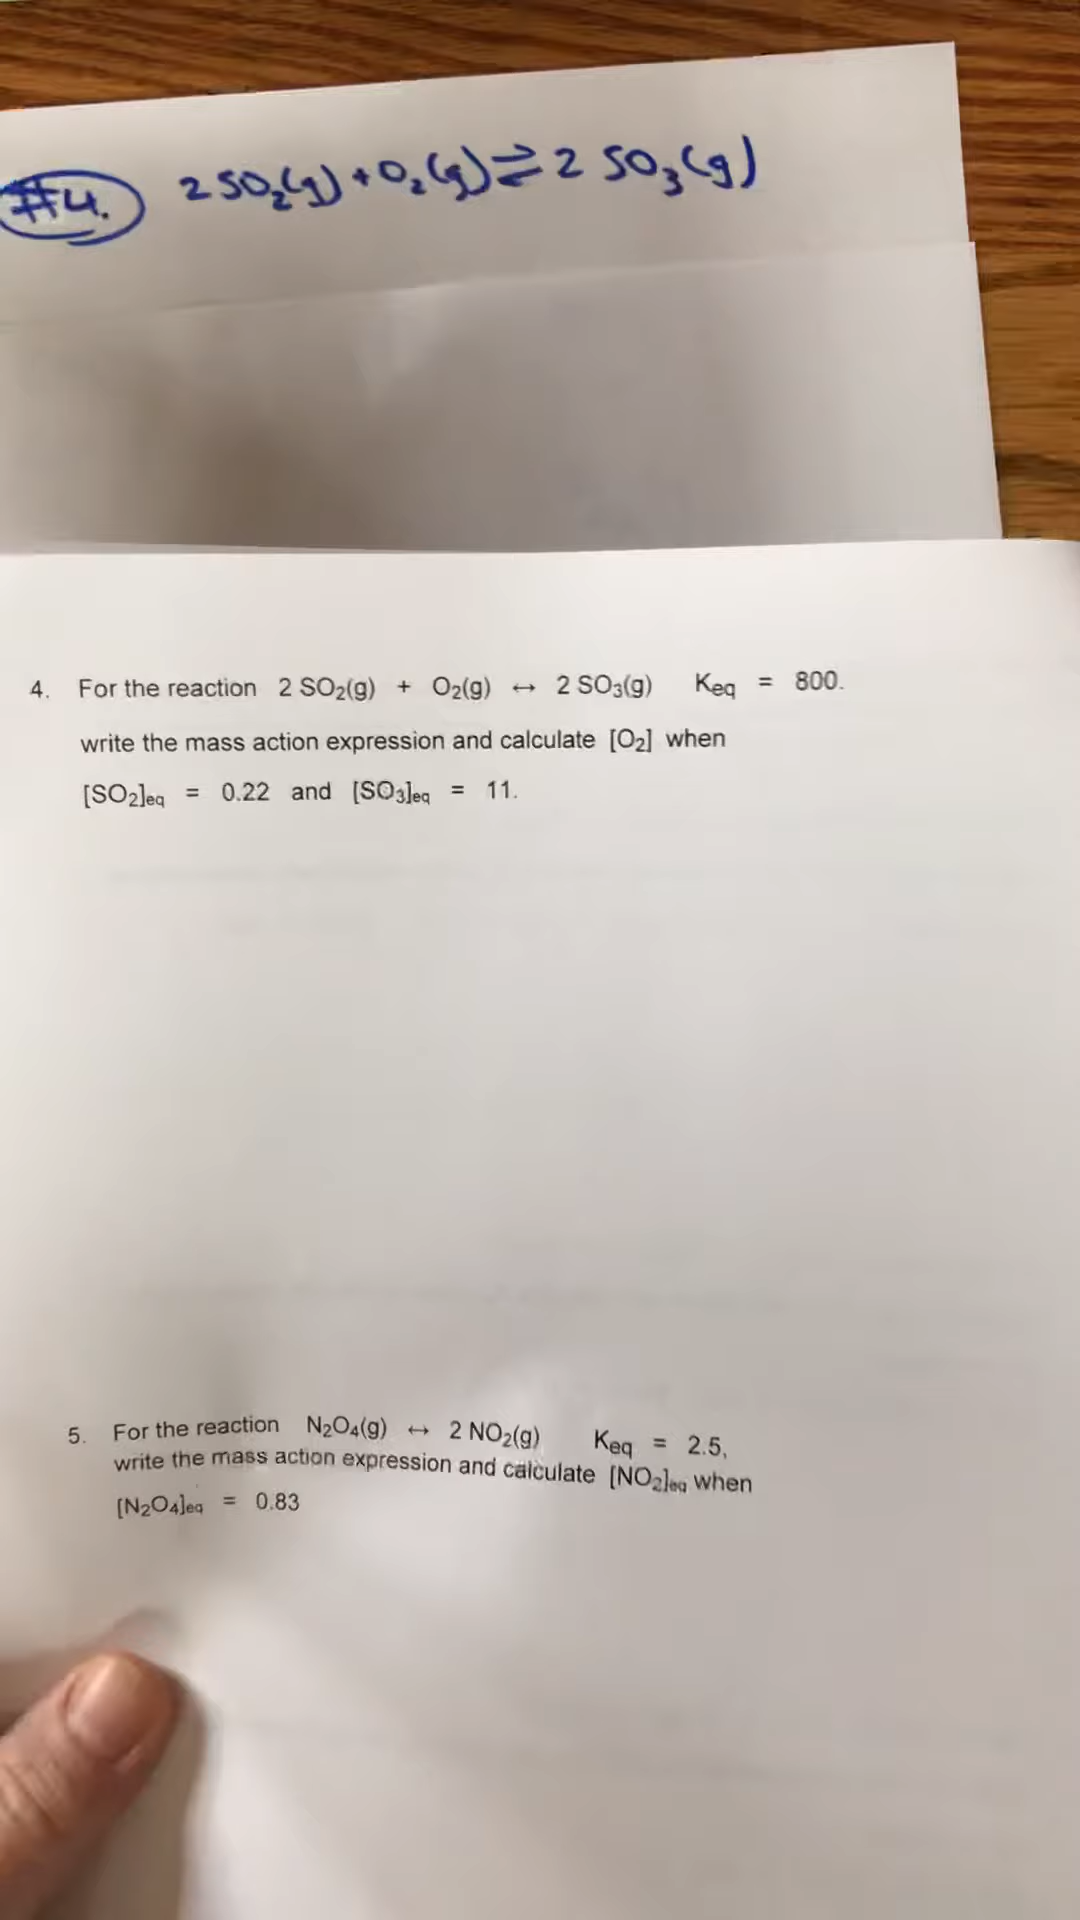 #4. 2 SO₂(g) + O₂(g) ⇌ 2 SO₃(g)
4. For the reaction 2 SO₂(g) + O₂(g) ↔ 2 SO₃(g) Keq = 800.
write the mass action expression and calculate [O₂] when
[SO₂]eq = 0.22 and [SO₃]eq = 11.
5. For the reaction N₂O₄(g) ↔ 2 NO₂(g) Keq = 2.5,
write the mass action expression and calculate [NO₂]eq when
[N₂O₄]eq = 0.83